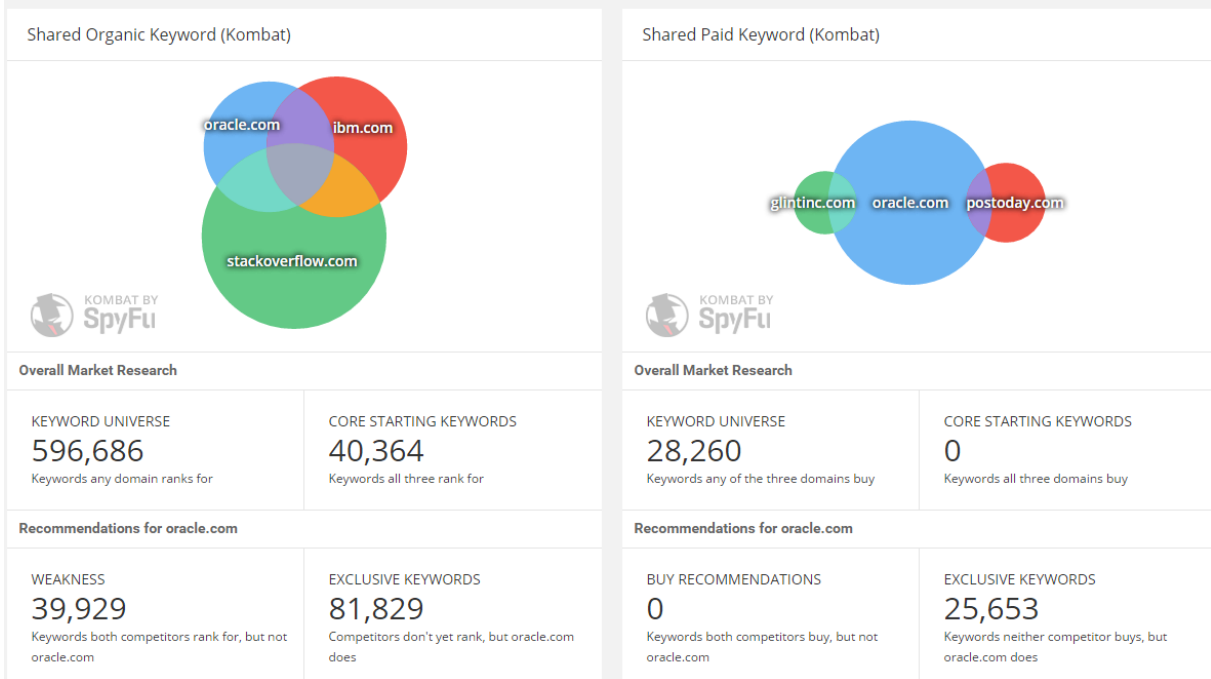 Shared Organic Keyword (Kombat)
oracle.com
ibm.com
stackoverflow.com
KOMBAT BY
SpyFu
Overall Market Research
KEYWORD UNIVERSE
596,686
Keywords any domain ranks for
CORE STARTING KEYWORDS
40,364
Keywords all three rank for
Recommendations for oracle.com
WEAKNESS
39,929
Keywords both competitors rank for, but not
oracle.com
EXCLUSIVE KEYWORDS
81,829
Competitors don't yet rank, but oracle.com
does
Shared Paid Keyword (Kombat)
glintinc.com
oracle.com
postoday.com
KOMBAT BY
SpyFu
Overall Market Research
KEYWORD UNIVERSE
28,260
Keywords any of the three domains buy
CORE STARTING KEYWORDS
0
Keywords all three domains buy
Recommendations for oracle.com
BUY RECOMMENDATIONS
0
Keywords both competitors buy, but not
oracle.com
EXCLUSIVE KEYWORDS
25,653
Keywords neither competitor buys, but
oracle.com does